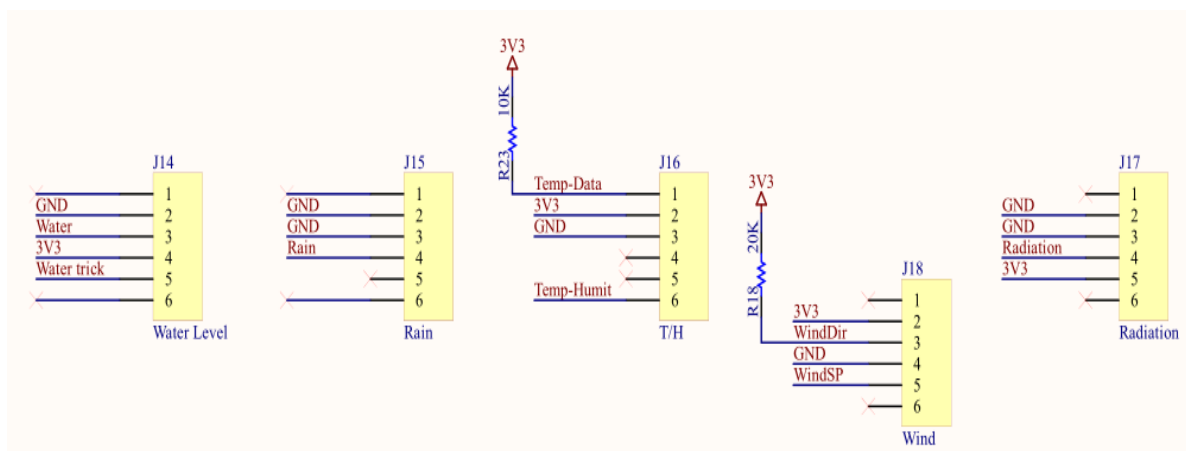 J14
1
GND
2
Water
3
3V3
4
Water trick
5
6
Water Level
J15
1
GND
2
GND
3
Rain
4
5
6
Rain
3V3
10K
R23
J16
Temp-Data
1
3V3
2
GND
3
4
5
Temp-Humit
6
T/H
3V3
20K
R18
J18
1
3V3
2
WindDir
3
GND
4
WindSP
5
6
Wind
J17
1
GND
2
GND
3
Radiation
4
3V3
5
6
Radiation